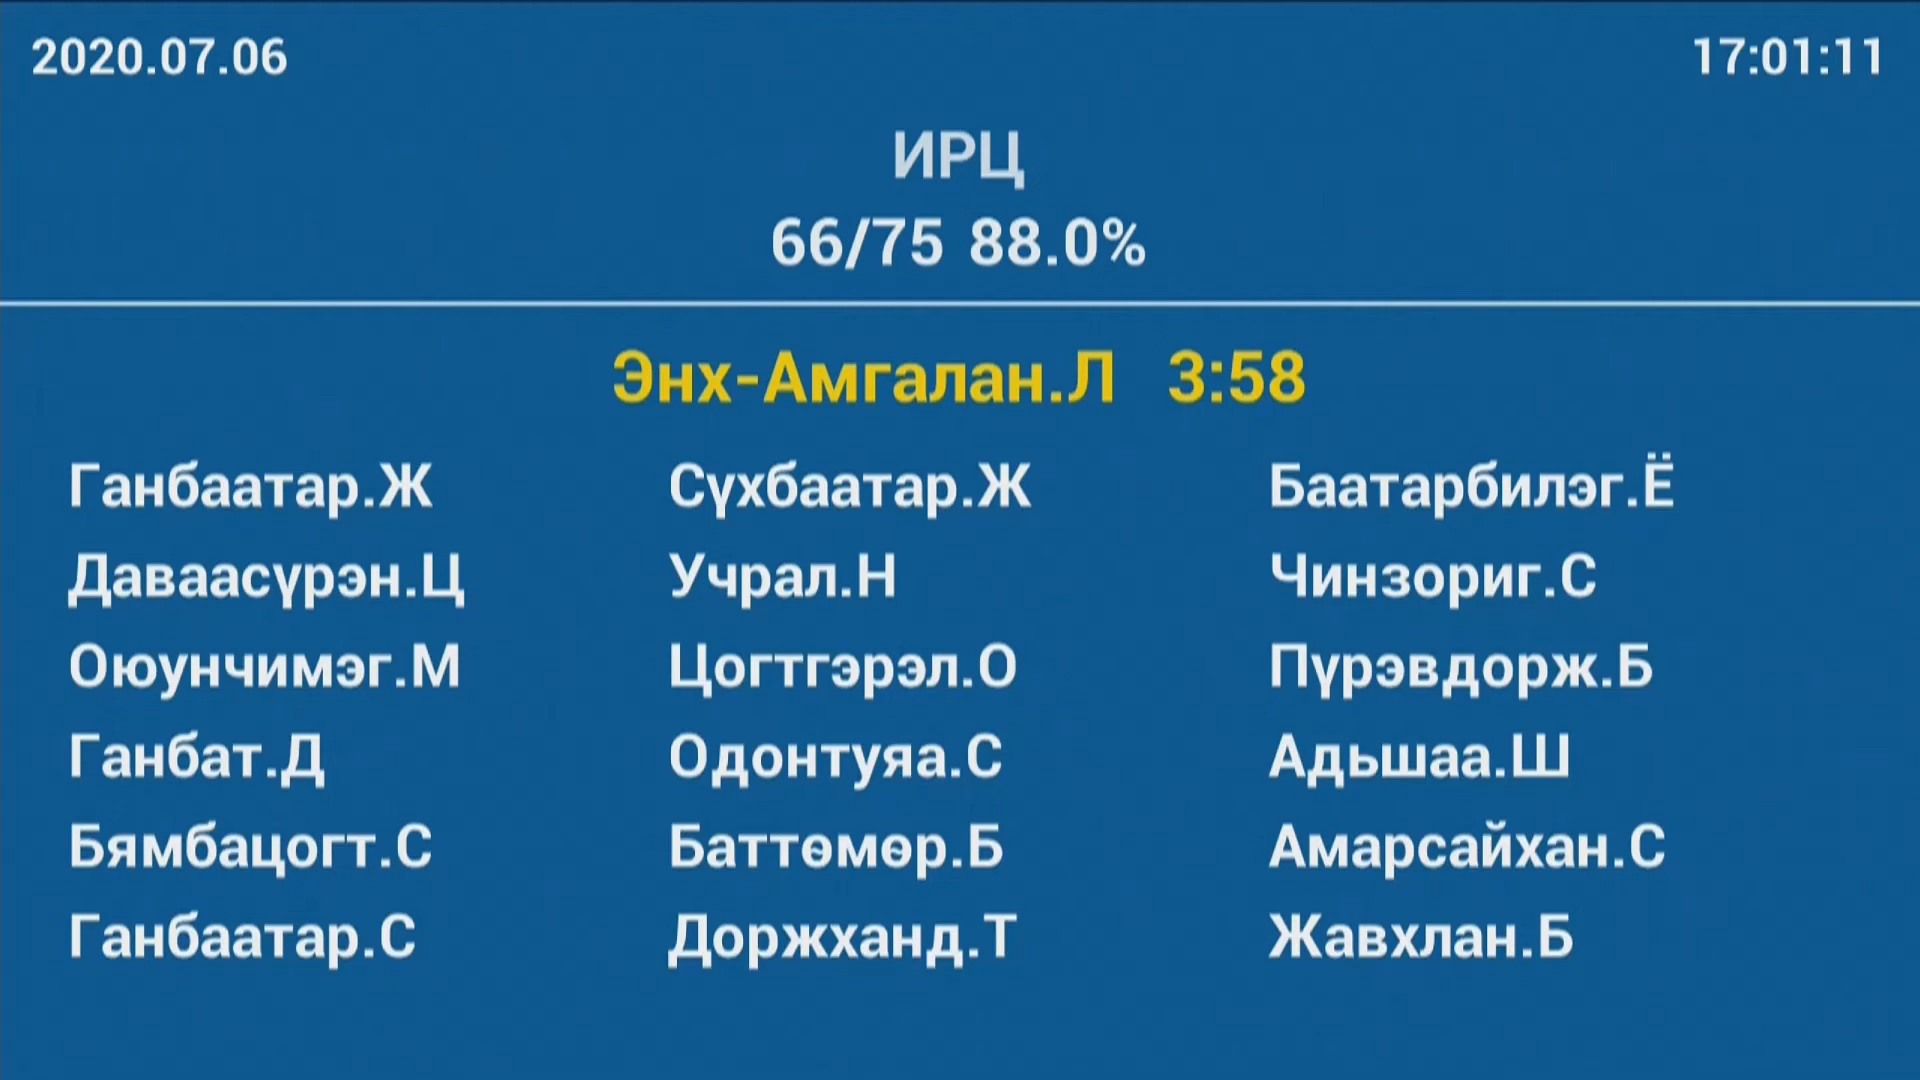 2020.07.06 17:01:11
ИРЦ
66/75 88.0%
Энх-Амгалан.Л 3:58
Ганбаатар.Ж Сүхбаатар.Ж Баатарбилэг.Ё
Даваасүрэн.Ц Учрал.Н Чинзориг.С
Оюунчимэг.М Цогтгэрэл.О Пүрэвдорж.Б
Ганбат.Д Одонтуяа.С Адьшаа.Ш
Бямбацогт.С Баттөмөр.Б Амарсайхан.С
Ганбаатар.С Доржханд.Т Жавхлан.Б